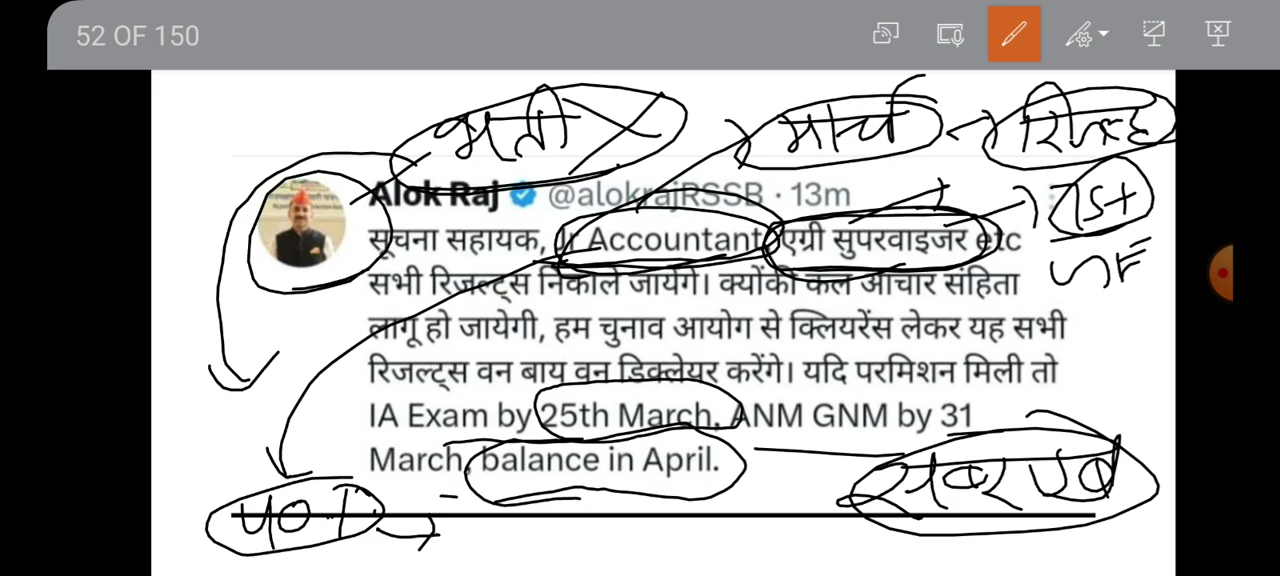 52 OF 150
भर्ती मार्च रिजल्ट
Alok Raj @alokrajRSSB · 13m
सूचना सहायक, Jr Accountant, एग्री सुपरवाइजर etc
सभी रिजल्ट्स निकाले जायेंगे। क्योंकी कल आचार संहिता
लागू हो जायेगी, हम चुनाव आयोग से क्लियरेंस लेकर यह सभी
रिजल्ट्स वन बाय वन डिक्लेयर करेंगे। यदि परमिशन मिली तो
IA Exam by 25th March, ANM GNM by 31
March, balance in April.